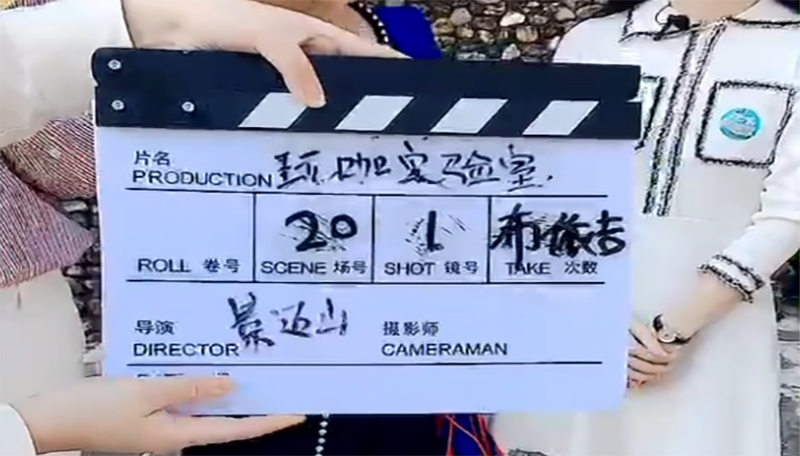 片名
PRODUCTION 玩咖实验室
20 1 布依吉
ROLL 卷号 SCENE 场号 SHOT 镜号 TAKE 次数
导演 景迈山 摄影师
DIRECTOR CAMERAMAN